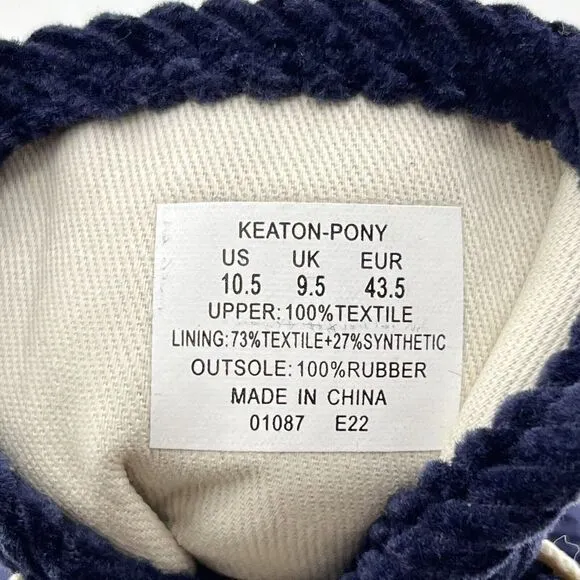 KEATON-PONY
US UK EUR
10.5 9.5 43.5
UPPER: 100%TEXTILE
LINING:73%TEXTILE+27%SYNTHETIC
OUTSOLE: 100%RUBBER
MADE IN CHINA
01087 E22